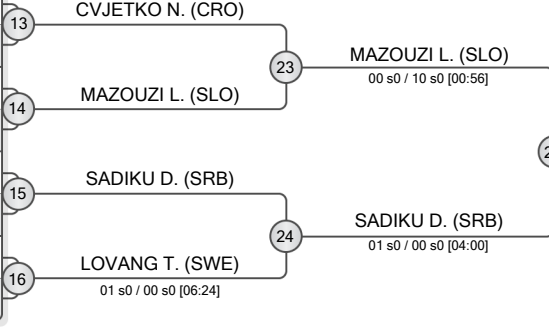 CVJETKO N. (CRO)
13
23
MAZOUZI L. (SLO)
00 s0 / 10 s0 [00:56]
MAZOUZI L. (SLO)
14
SADIKU D. (SRB)
15
24
SADIKU D. (SRB)
01 s0 / 00 s0 [04:00]
LOVANG T. (SWE)
16
01 s0 / 00 s0 [06:24]